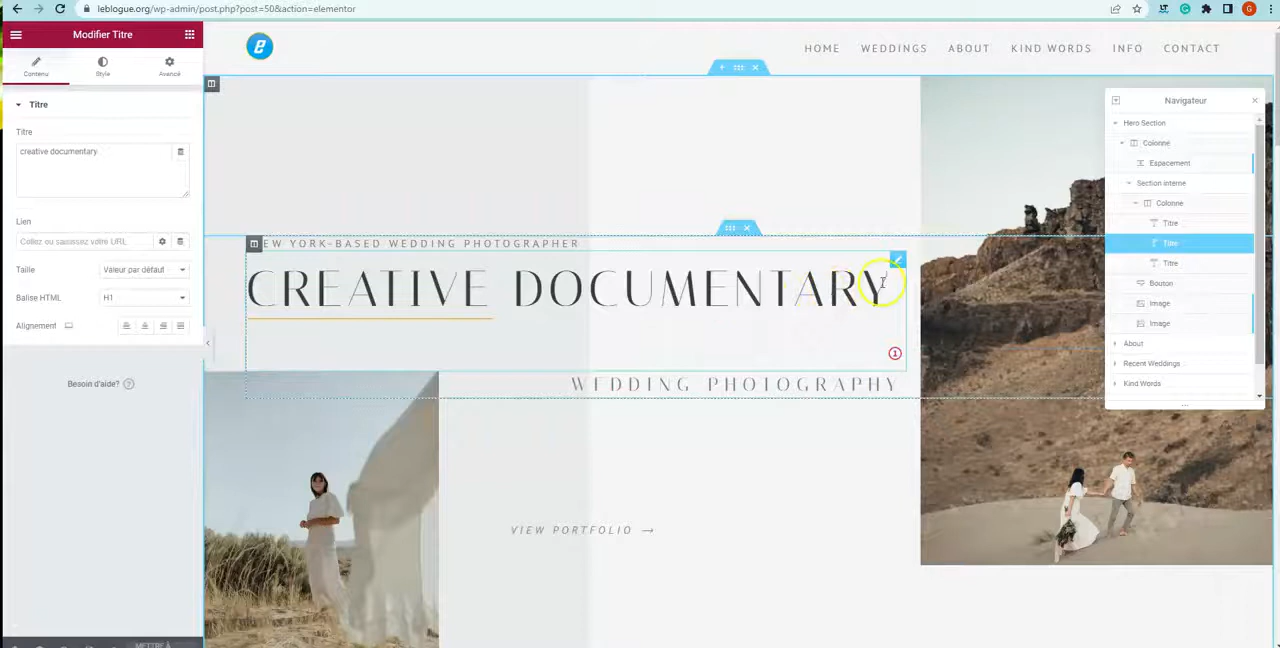 leblogue.org/wp-admin/post.php?post=50&action=elementor
Modifier Titre
Contenu
Style
Avancé
Titre
Titre
creative documentary
Lien
Collez ou saisissez votre URL
Taille
Valeur par défaut
Balise HTML
H1
Alignement
Besoin d'aide?
METTRE À
HOME WEDDINGS ABOUT KIND WORDS INFO CONTACT
EW YORK-BASED WEDDING PHOTOGRAPHER
CREATIVE DOCUMENTARY
1
WEDDING PHOTOGRAPHY
VIEW PORTFOLIO →
Navigateur
Hero Section
Colonne
Espacement
Section interne
Colonne
Titre
Titre
Titre
Bouton
Image
Image
About
Recent Weddings
Kind Words